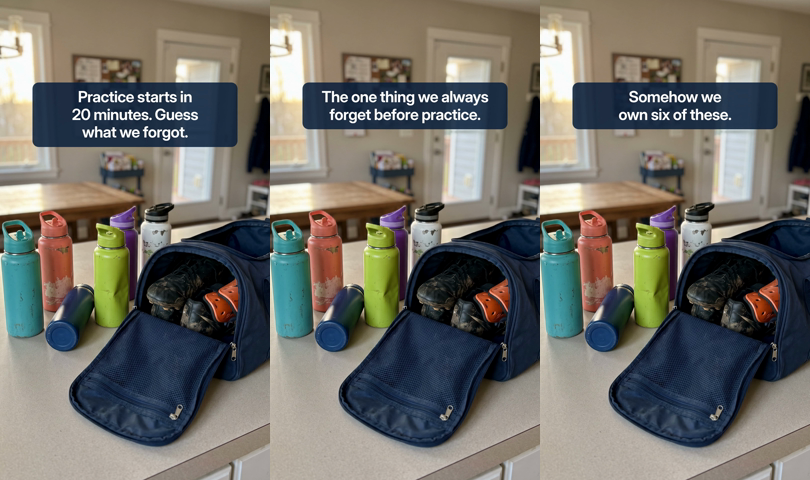 Practice starts in
20 minutes. Guess
what we forgot.
The one thing we always
forget before practice.
Somehow we
own six of these.